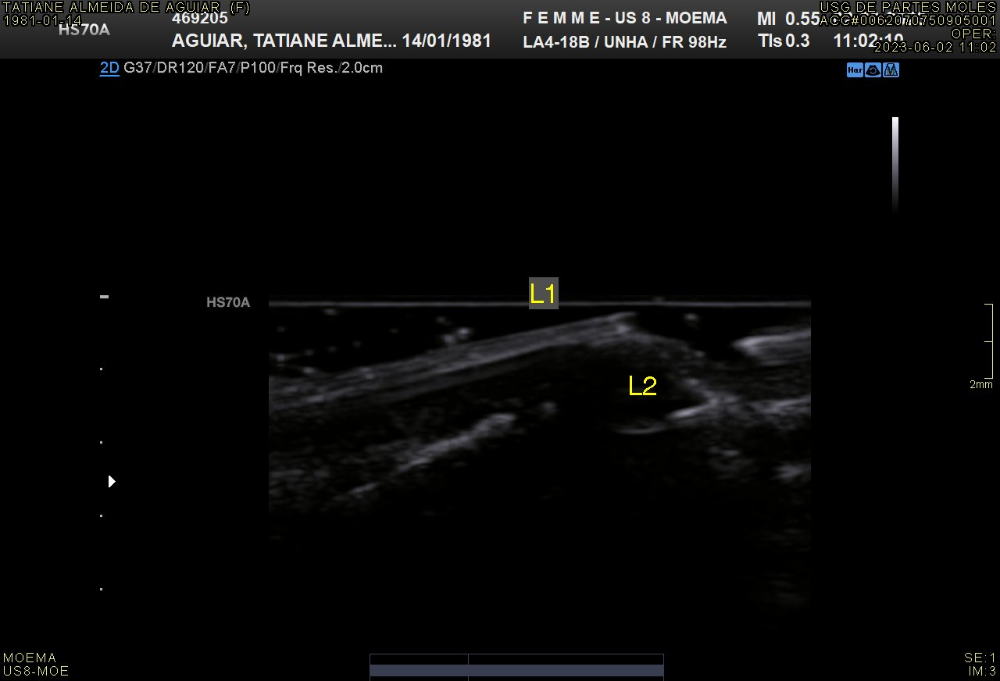 TATIANE ALMEIDA DE AGUIAR (F)
1981-01-14
HS70A
469205
AGUIAR, TATIANE ALME... 14/01/1981
F E M M E - US 8 - MOEMA
LA4-18B / UNHA / FR 98Hz
MI 0.55
TIs 0.3
11:02:10
USG DE PARTES MOLES
ACC#0062070750905001
OPER:
2023-06-02 11:02
2D G37/DR120/FA7/P100/Frq Res./2.0cm
Har
HS70A
L1
L2
2mm
MOEMA
US8-MOE
SE:1
IM:3